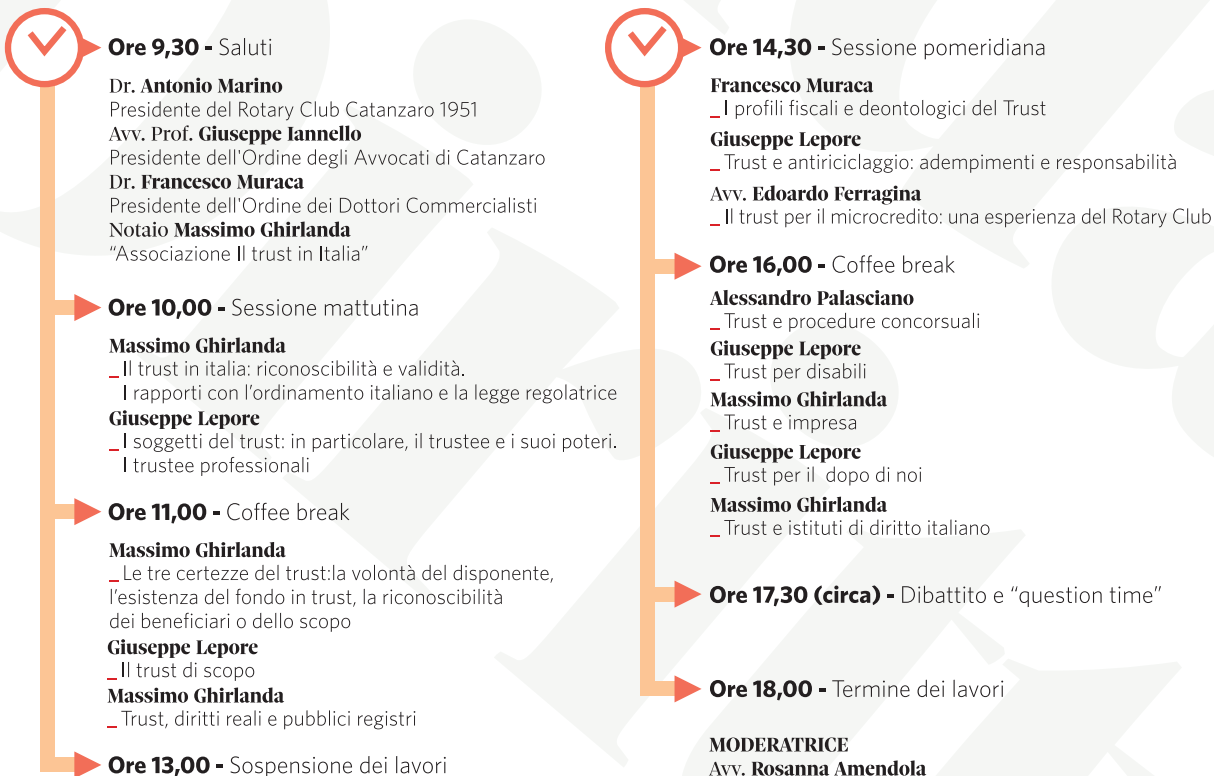 Ore 9,30 - Saluti
Dr. Antonio Marino
Presidente del Rotary Club Catanzaro 1951
Avv. Prof. Giuseppe Iannello
Presidente dell'Ordine degli Avvocati di Catanzaro
Dr. Francesco Muraca
Presidente dell'Ordine dei Dottori Commercialisti
Notaio Massimo Ghirlanda
“Associazione Il trust in Italia”
Ore 10,00 - Sessione mattutina
Massimo Ghirlanda
_ Il trust in italia: riconoscibilità e validità.
I rapporti con l’ordinamento italiano e la legge regolatrice
Giuseppe Lepore
_ I soggetti del trust: in particolare, il trustee e i suoi poteri.
I trustee professionali
Ore 11,00 - Coffee break
Massimo Ghirlanda
_ Le tre certezze del trust:la volontà del disponente,
l’esistenza del fondo in trust, la riconoscibilità
dei beneficiari o dello scopo
Giuseppe Lepore
_ Il trust di scopo
Massimo Ghirlanda
_ Trust, diritti reali e pubblici registri
Ore 13,00 - Sospensione dei lavori
Ore 14,30 - Sessione pomeridiana
Francesco Muraca
_ I profili fiscali e deontologici del Trust
Giuseppe Lepore
_ Trust e antiriciclaggio: adempimenti e responsabilità
Avv. Edoardo Ferragina
_ Il trust per il microcredito: una esperienza del Rotary Club
Ore 16,00 - Coffee break
Alessandro Palasciano
_ Trust e procedure concorsuali
Giuseppe Lepore
_ Trust per disabili
Massimo Ghirlanda
_ Trust e impresa
Giuseppe Lepore
_ Trust per il  dopo di noi
Massimo Ghirlanda
_ Trust e istituti di diritto italiano
Ore 17,30 (circa) - Dibattito e “question time”
Ore 18,00 - Termine dei lavori
MODERATRICE
Avv. Rosanna Amendola